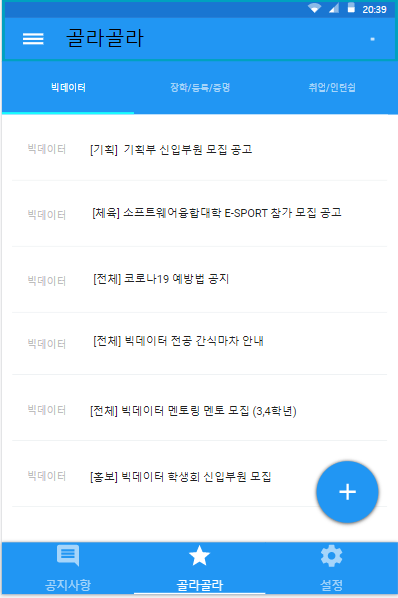 20:39
골라골라
빅데이터 장학/등록/증명 취업/인턴쉽
빅데이터 [기획] 기획부 신입부원 모집 공고
빅데이터 [체육] 소프트웨어융합대학 E-SPORT 참가 모집 공고
빅데이터 [전체] 코로나19 예방법 공지
빅데이터 [전체] 빅데이터 전공 간식마차 안내
빅데이터 [전체] 빅데이터 멘토링 멘토 모집 (3,4학년)
빅데이터 [홍보] 빅데이터 학생회 신입부원 모집
공지사항 골라골라 설정